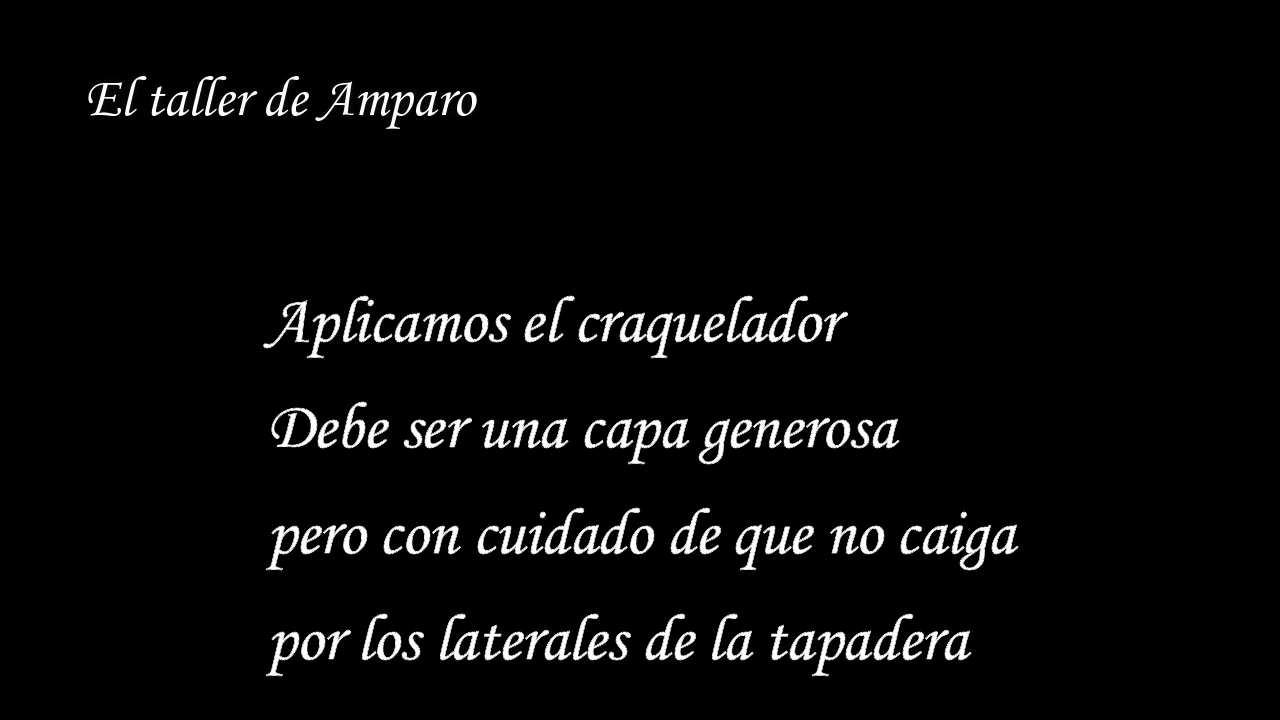 El taller de Amparo
Aplicamos el craquelador
Debe ser una capa generosa
pero con cuidado de que no caiga
por los laterales de la tapadera